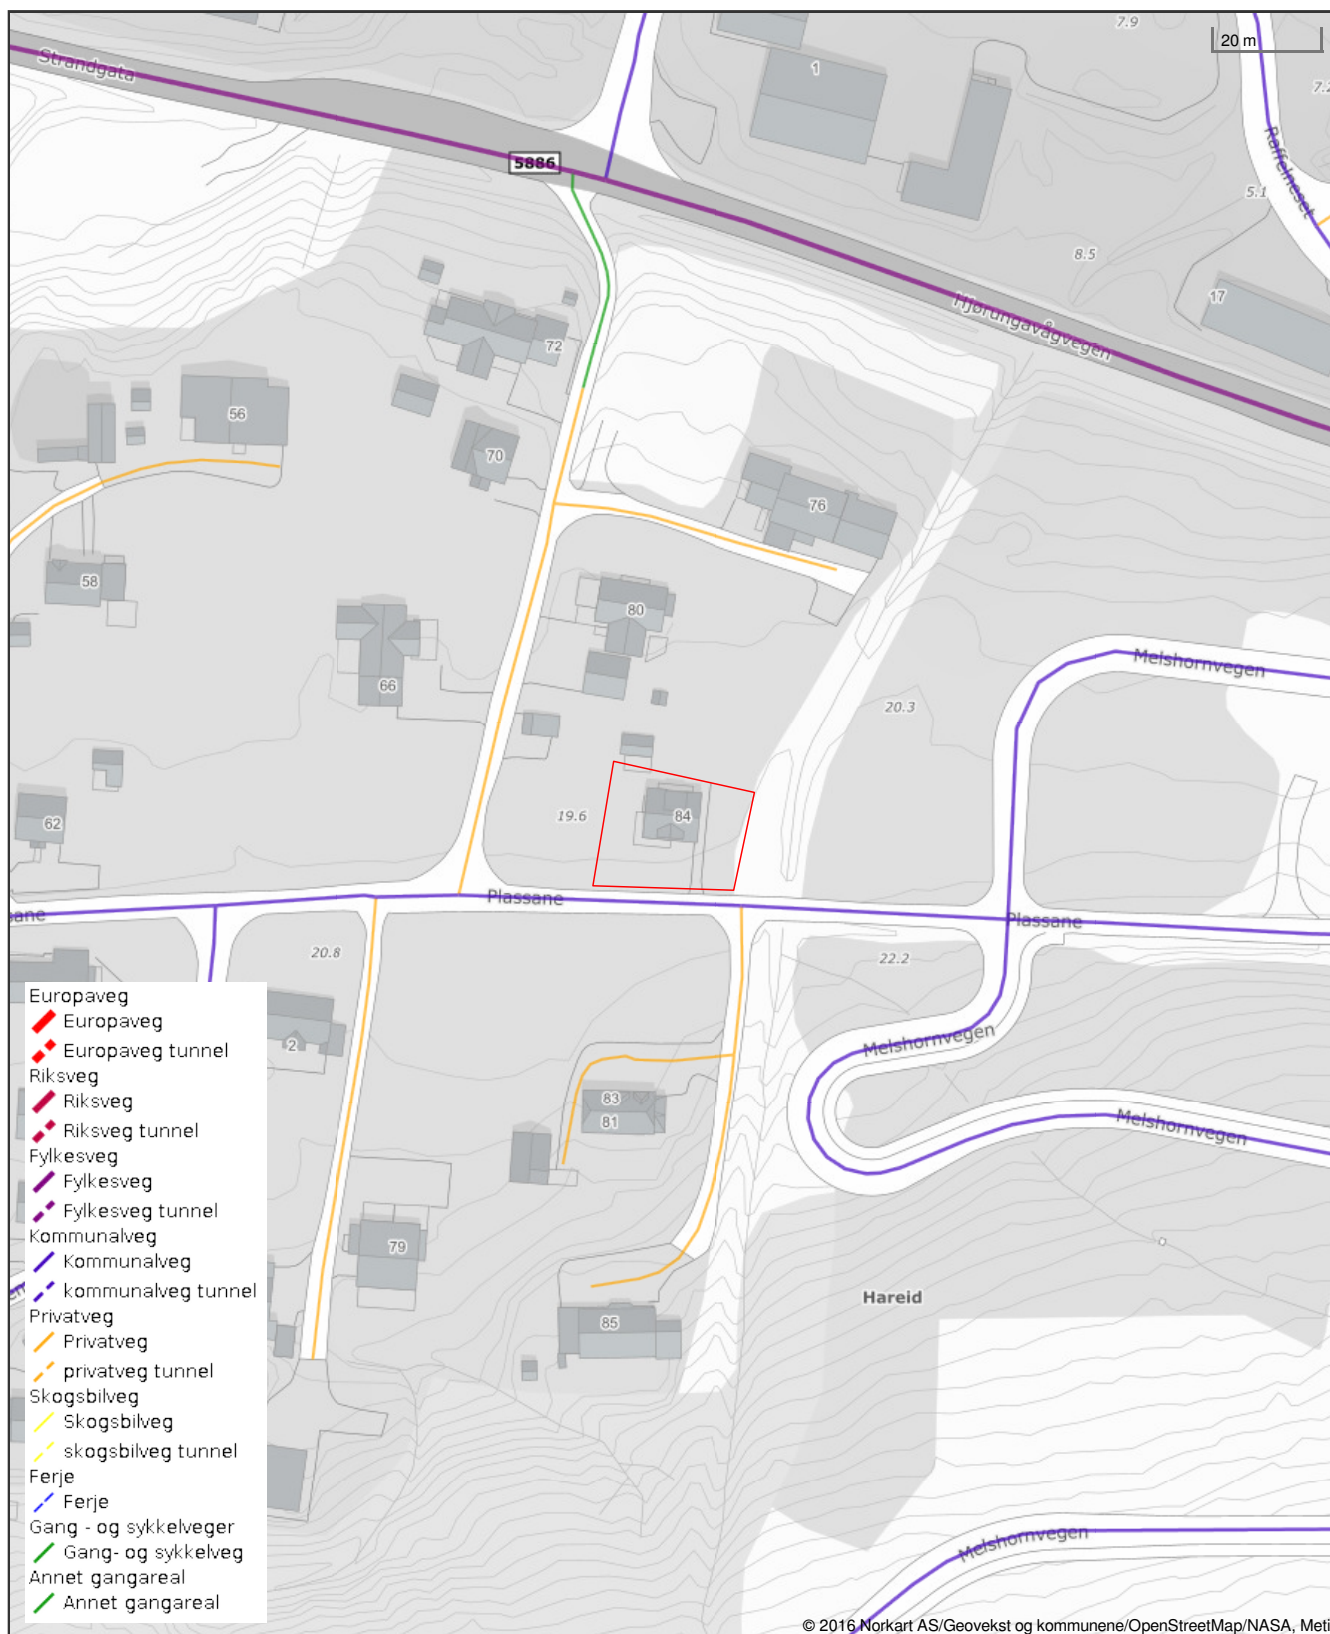 7.9
20 m
Strandgata
1
7.2
Raffelneset
5886
5.1
8.5
17
Hjørungavågvegen
72
56
70
76
58
80
Melshornvegen
66
20.3
62
19.6
84
Plassane
ane
Plassane
20.8
22.2
2
Melshornvegen
83
81
Melshornvegen
79
Hareid
85
Melshornvegen
Europaveg
Europaveg
Europaveg tunnel
Riksveg
Riksveg
Riksveg tunnel
Fylkesveg
Fylkesveg
Fylkesveg tunnel
Kommunalveg
Kommunalveg
kommunalveg tunnel
Privatveg
Privatveg
privatveg tunnel
Skogsbilveg
Skogsbilveg
skogsbilveg tunnel
Ferje
Ferje
Gang - og sykkelveger
Gang- og sykkelveg
Annet gangareal
Annet gangareal
© 2016 Norkart AS/Geovekst og kommunene/OpenStreetMap/NASA, Meti